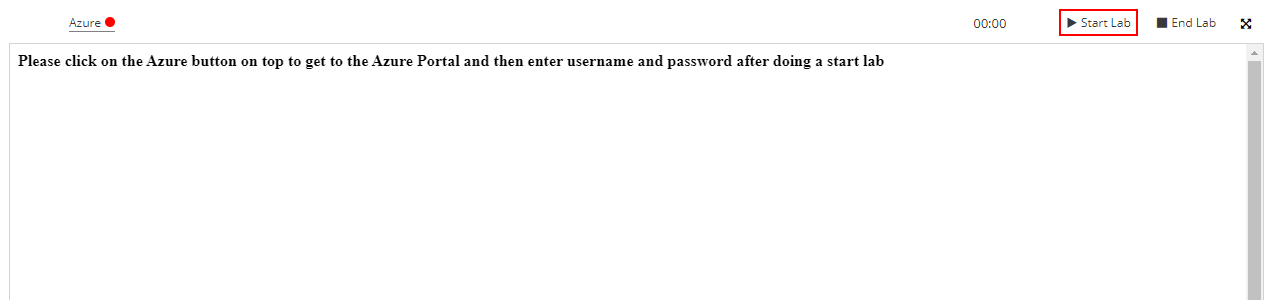 Azure 00:00 Start Lab End Lab
Please click on the Azure button on top to get to the Azure Portal and then enter username and password after doing a start lab